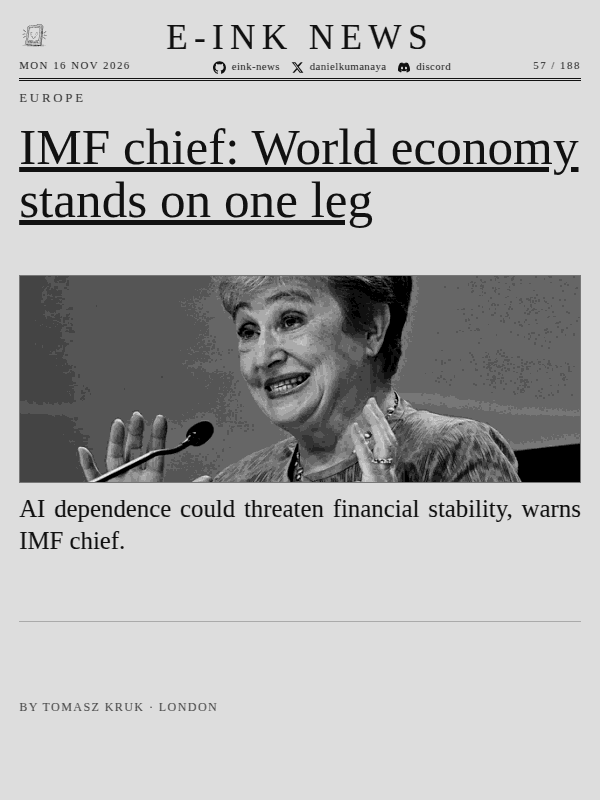 E-INK NEWS
MON 16 NOV 2026
eink-news danielkumanaya discord
57 / 188
EUROPE
IMF chief: World economy
stands on one leg
AI dependence could threaten financial stability, warns
IMF chief.
BY TOMASZ KRUK · LONDON